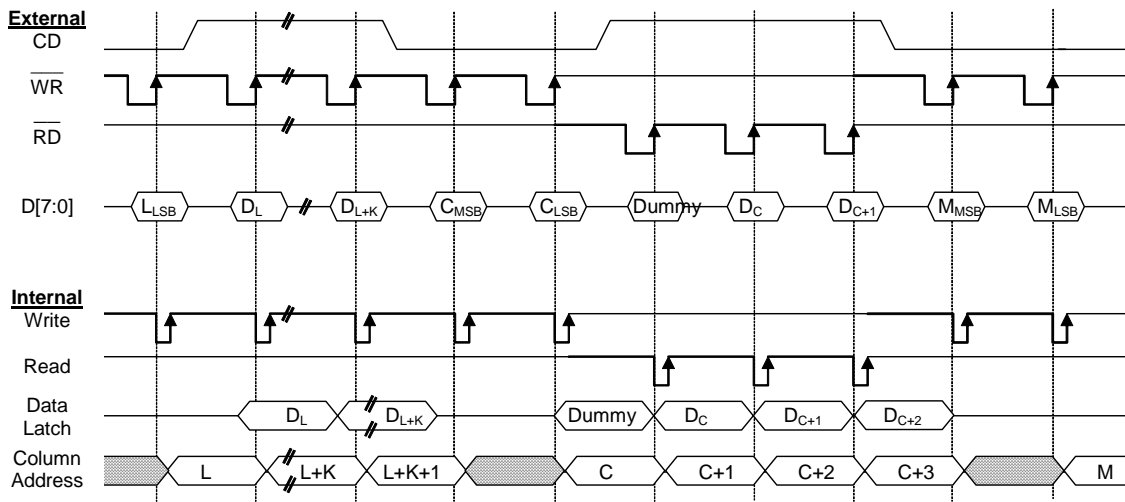 External
CD
WR
RD
D[7:0] LLSB DL DL+K CMSB CLSB Dummy DC DC+1 MMSB MLSB
Internal
Write
Read
Data
Latch DL DL+K Dummy DC DC+1 DC+2
Column
Address L L+K L+K+1 C C+1 C+2 C+3 M